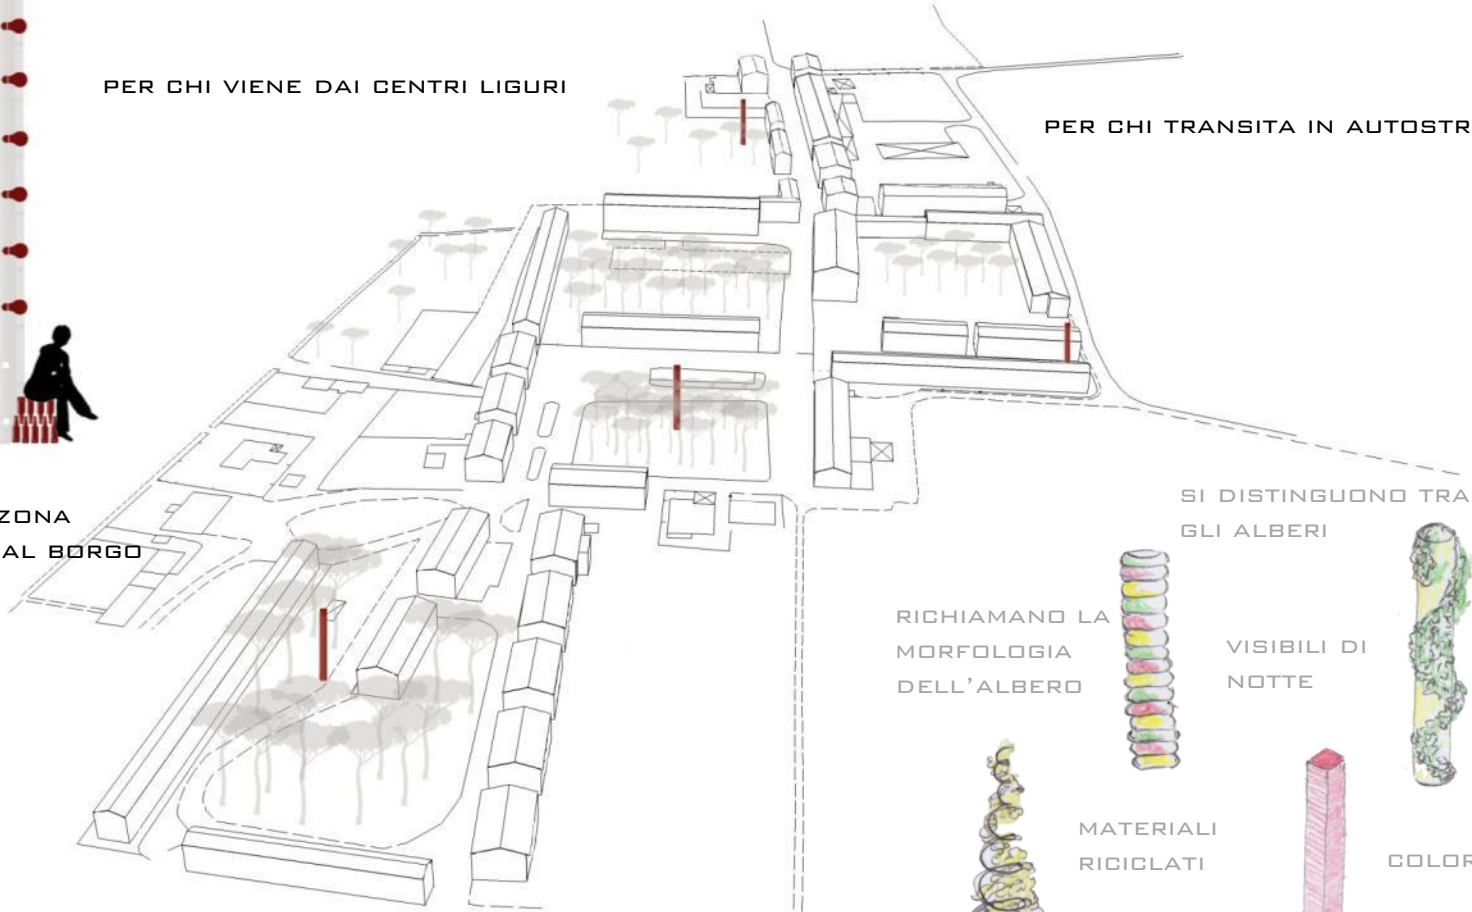 PER CHI VIENE DAI CENTRI LIGURI
PER CHI TRANSITA IN AUTOSTR
ZONA
AL BORGO
SI DISTINGUONO TRA
GLI ALBERI
RICHIAMANO LA
MORFOLOGIA
DELL'ALBERO
VISIBILI DI
NOTTE
MATERIALI
RICICLATI
COLOR